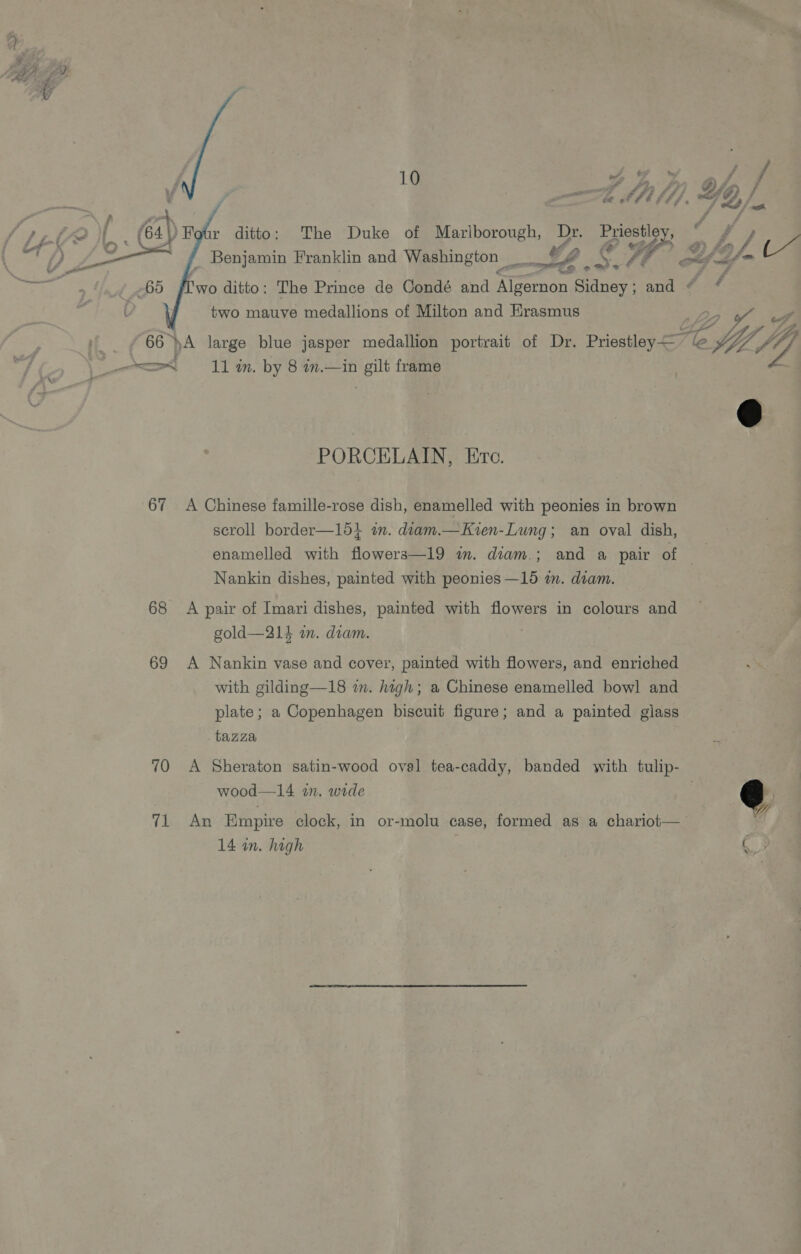 10
64 Four ditto: The Duke of Marlborough, Dr. Priestley,
Benjamin Franklin and Washington
65 Two ditto: The Prince de Condé and Algernon Sidney; and
two mauve medallions of Milton and Erasmus
66 A large blue jasper medallion portrait of Dr. Priestley—
11 in. by 8 in.—in gilt frame
PORCELAIN, Etc.
67 A Chinese famille-rose dish, enamelled with peonies in brown
scroll border—15¼ in. diam.—Kien-Lung; an oval dish,
enamelled with flowers—19 in. diam.; and a pair of
Nankin dishes, painted with peonies—15 in. diam.
68 A pair of Imari dishes, painted with flowers in colours and
gold—21½ in. diam.
69 A Nankin vase and cover, painted with flowers, and enriched
with gilding—18 in. high; a Chinese enamelled bowl and
plate; a Copenhagen biscuit figure; and a painted glass
tazza
70 A Sheraton satin-wood oval tea-caddy, banded with tulip-
wood—14 in. wide
71 An Empire clock, in or-molu case, formed as a chariot—
14 in. high